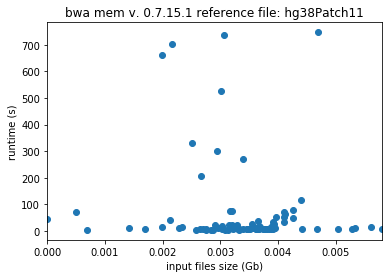 bwa mem v. 0.7.15.1 reference file: hg38Patch11
700
600
500
400
300
200
100
0
runtime (s)
0.000 0.001 0.002 0.003 0.004 0.005
input files size (Gb)